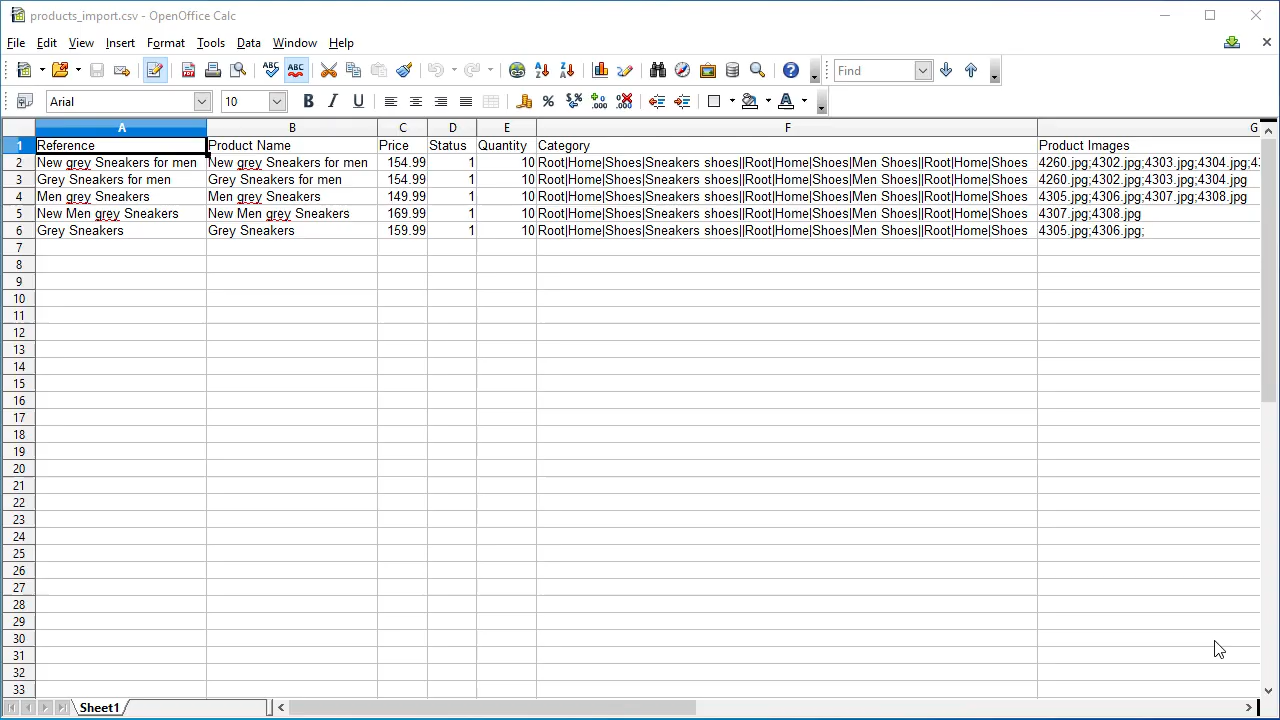 products_import.csv - OpenOffice Calc
File Edit View Insert Format Tools Data Window Help
Find
Arial 10 B I U
A B C D E F G
1 Reference Product Name Price Status Quantity Category Product Images
2 New grey Sneakers for men New grey Sneakers for men 154.99 1 10 Root|Home|Shoes|Sneakers shoes||Root|Home|Shoes|Men Shoes||Root|Home|Shoes 4260.jpg;4302.jpg;4303.jpg;4304.jpg;4
3 Grey Sneakers for men Grey Sneakers for men 154.99 1 10 Root|Home|Shoes|Sneakers shoes||Root|Home|Shoes|Men Shoes||Root|Home|Shoes 4260.jpg;4302.jpg;4303.jpg;4304.jpg
4 Men grey Sneakers Men grey Sneakers 149.99 1 10 Root|Home|Shoes|Sneakers shoes||Root|Home|Shoes|Men Shoes||Root|Home|Shoes 4305.jpg;4306.jpg;4307.jpg;4308.jpg
5 New Men grey Sneakers New Men grey Sneakers 169.99 1 10 Root|Home|Shoes|Sneakers shoes||Root|Home|Shoes|Men Shoes||Root|Home|Shoes 4307.jpg;4308.jpg
6 Grey Sneakers Grey Sneakers 159.99 1 10 Root|Home|Shoes|Sneakers shoes||Root|Home|Shoes|Men Shoes||Root|Home|Shoes 4305.jpg;4306.jpg;
7
8
9
10
11
12
13
14
15
16
17
18
19
20
21
22
23
24
25
26
27
28
29
30
31
32
33
Sheet1